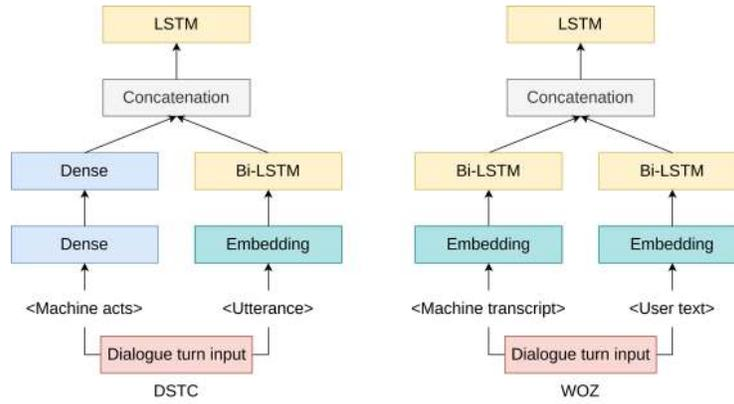 LSTM
Concatenation
Dense
Bi-LSTM
Dense
Embedding
<Machine acts>
<Utterance>
Dialogue turn input
DSTC
LSTM
Concatenation
Bi-LSTM
Bi-LSTM
Embedding
Embedding
<Machine transcript>
<User text>
Dialogue turn input
WOZ